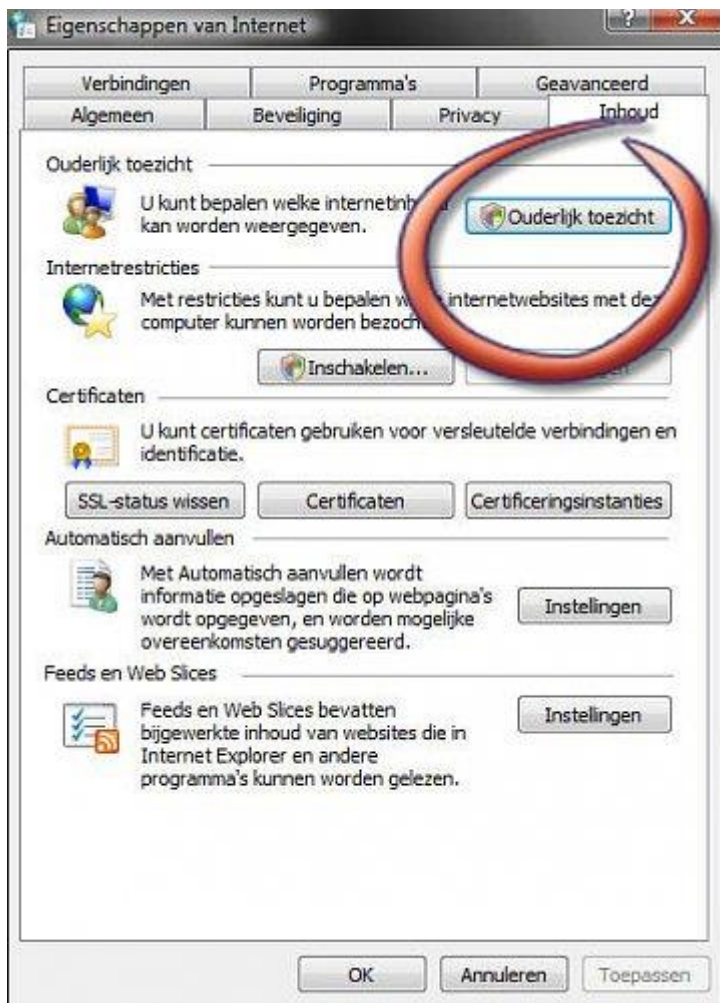 Eigenschappen van Internet
Verbindingen Programma's Geavanceerd
Algemeen Beveiliging Privacy Inhoud
Ouderlijk toezicht
U kunt bepalen welke
kan worden weergegeven.
Ouderlijk toezicht
Internetrestricties
Met restricties kunt u bepalen internetwebsites met
computer kunnen worden
Inschakelen...
Certificaten
U kunt certificaten gebruiken voor versleutelde verbindingen en
identificatie.
SSL-status wissen Certificaten Certificeringsinstanties
Automatisch aanvullen
Met Automatisch aanvullen wordt
informatie opgeslagen die op webpagina's
wordt opgegeven, en worden mogelijke
overeenkomsten gesuggereerd.
Instellingen
Feeds en Web Slices
Feeds en Web Slices bevatten
bijgewerkte inhoud van websites die in
Internet Explorer en andere
programma's kunnen worden gelezen.
Instellingen
OK Annuleren Toepassen